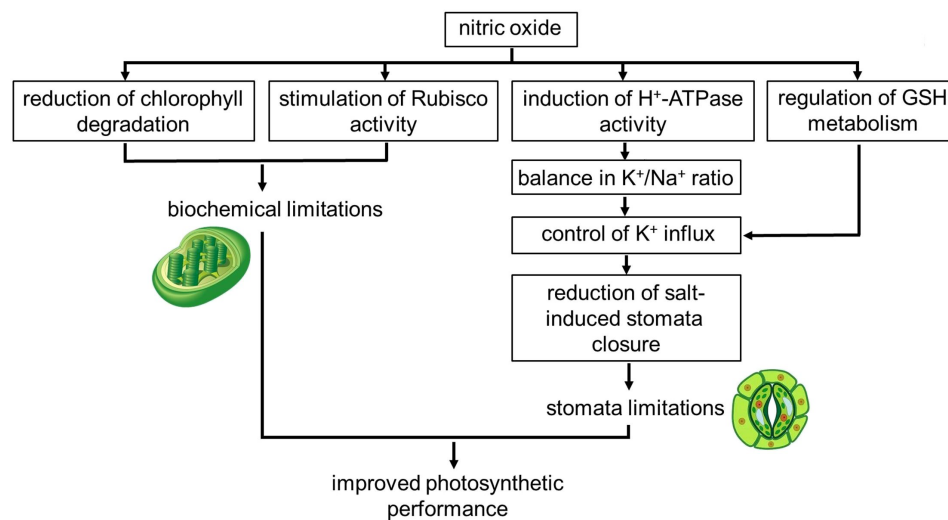 nitric oxide
reduction of chlorophyll
degradation
stimulation of Rubisco
activity
induction of H⁺-ATPase
activity
regulation of GSH
metabolism
balance in K⁺/Na⁺ ratio
biochemical limitations
control of K⁺ influx
reduction of salt-
induced stomata
closure
stomata limitations
improved photosynthetic
performance